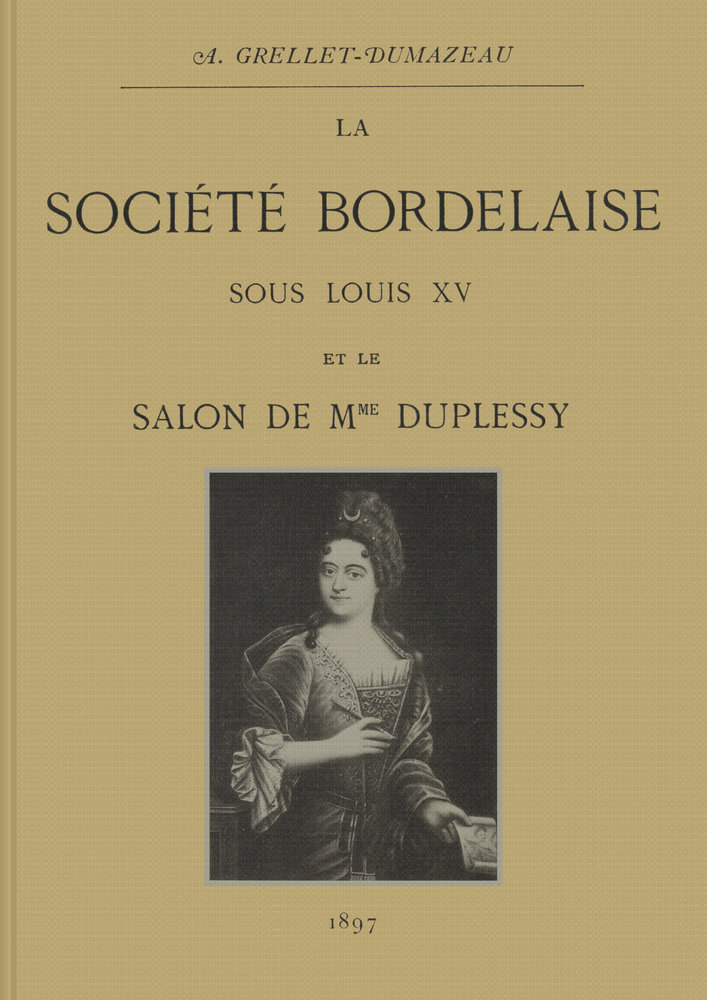 A. GRELLET-DUMAZEAU
LA
SOCIÉTÉ BORDELAISE
SOUS LOUIS XV
ET LE
SALON DE MME DUPLESSY
1897